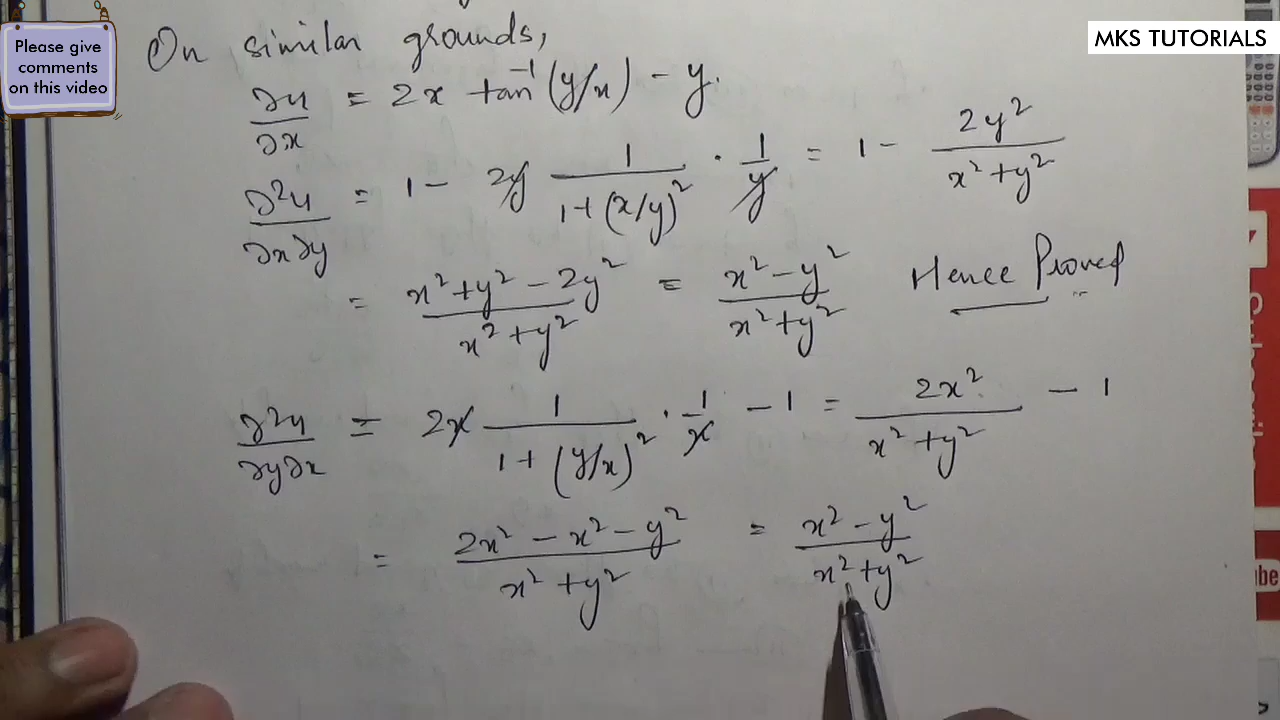 Please give
comments
on this video
MKS TUTORIALS
On similar grounds,
∂u/∂x = 2x tan⁻¹(y/x) - y.
∂²u/∂x∂y = 1 - 2y 1/(1+(x/y)²) · 1/y = 1 - 2y²/(x²+y²)
= (x²+y²-2y²)/(x²+y²) = (x²-y²)/(x²+y²) Hence Proved
∂²u/∂y∂x = 2x 1/(1+(y/x)²) · 1/x - 1 = 2x²/(x²+y²) - 1
= (2x²-x²-y²)/(x²+y²) = (x²-y²)/(x²+y²)